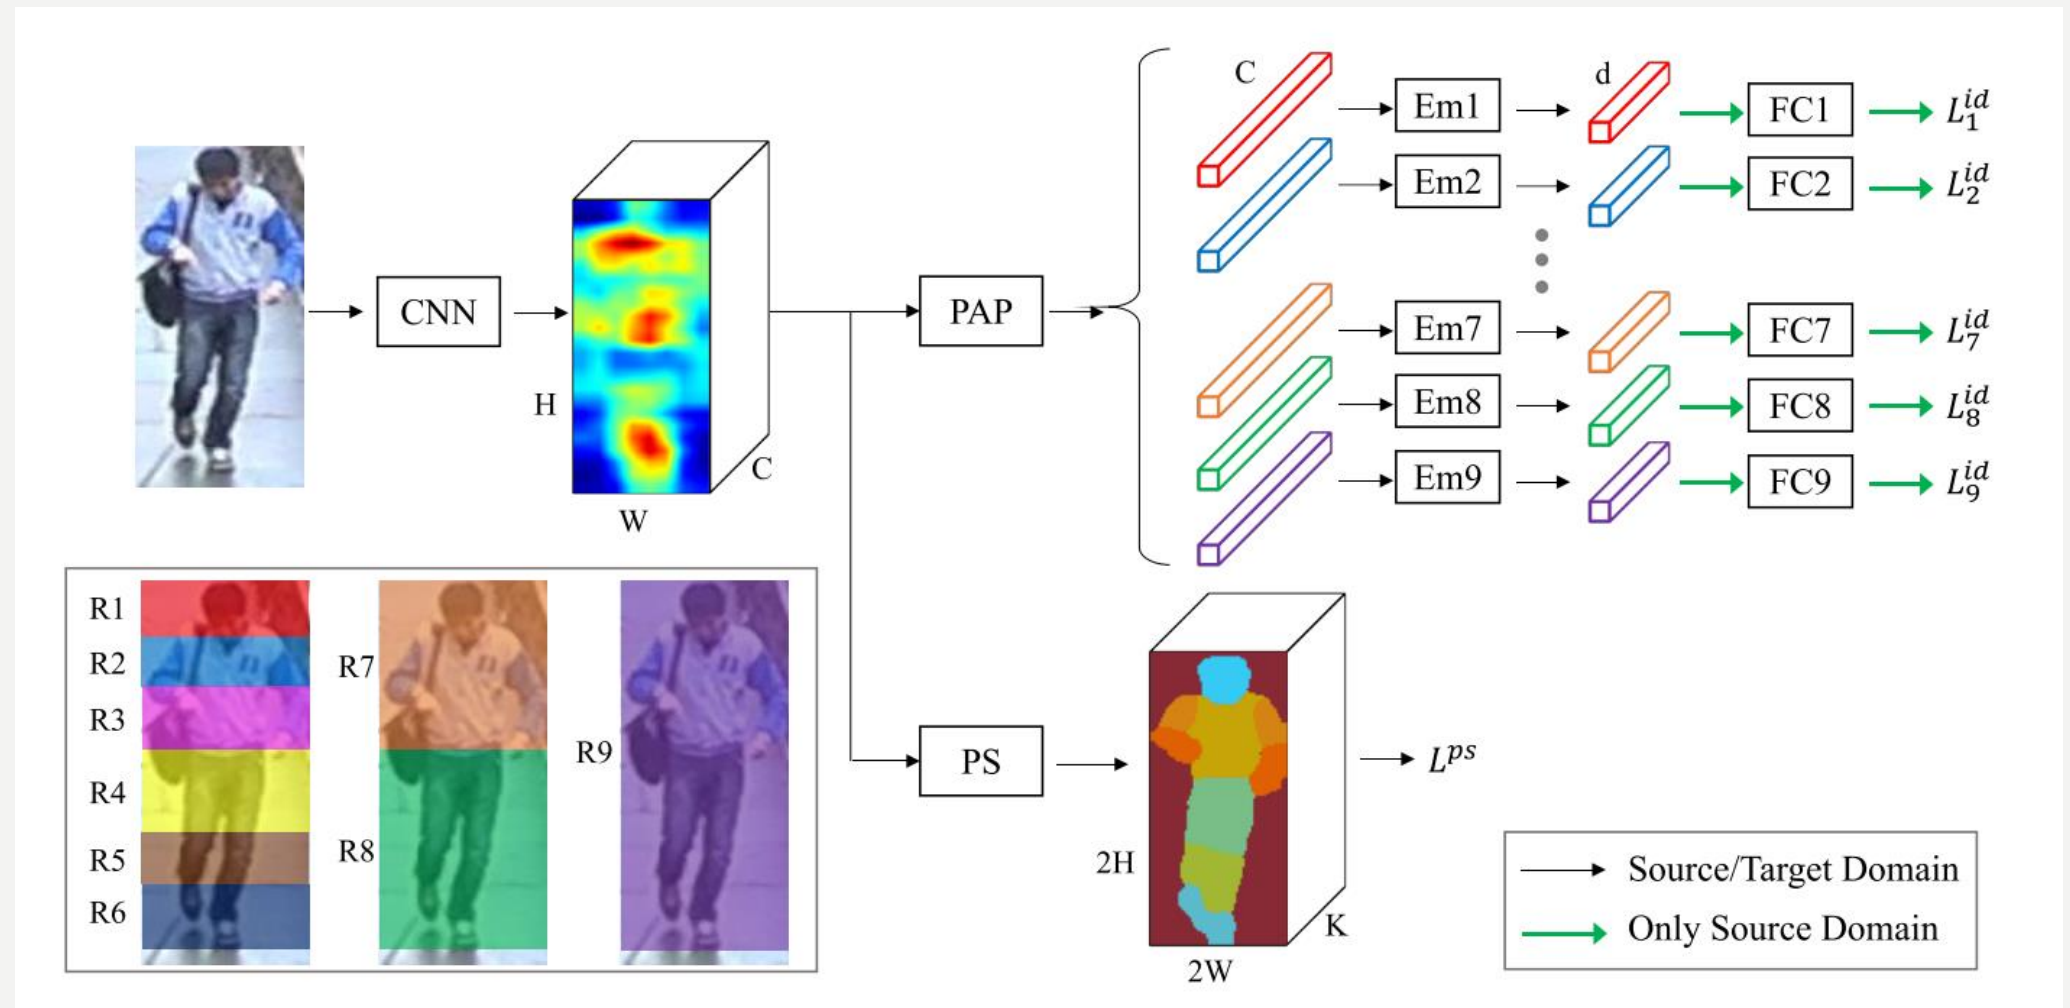 C
Em1
d
FC1
L_1^{id}
Em2
FC2
L_2^{id}
CNN
PAP
Em7
FC7
L_7^{id}
H
Em8
FC8
L_8^{id}
C
Em9
FC9
L_9^{id}
W
R1
R2
R3
R4
R5
R6
R7
R8
R9
PS
L^{ps}
2H
K
2W
Source/Target Domain
Only Source Domain